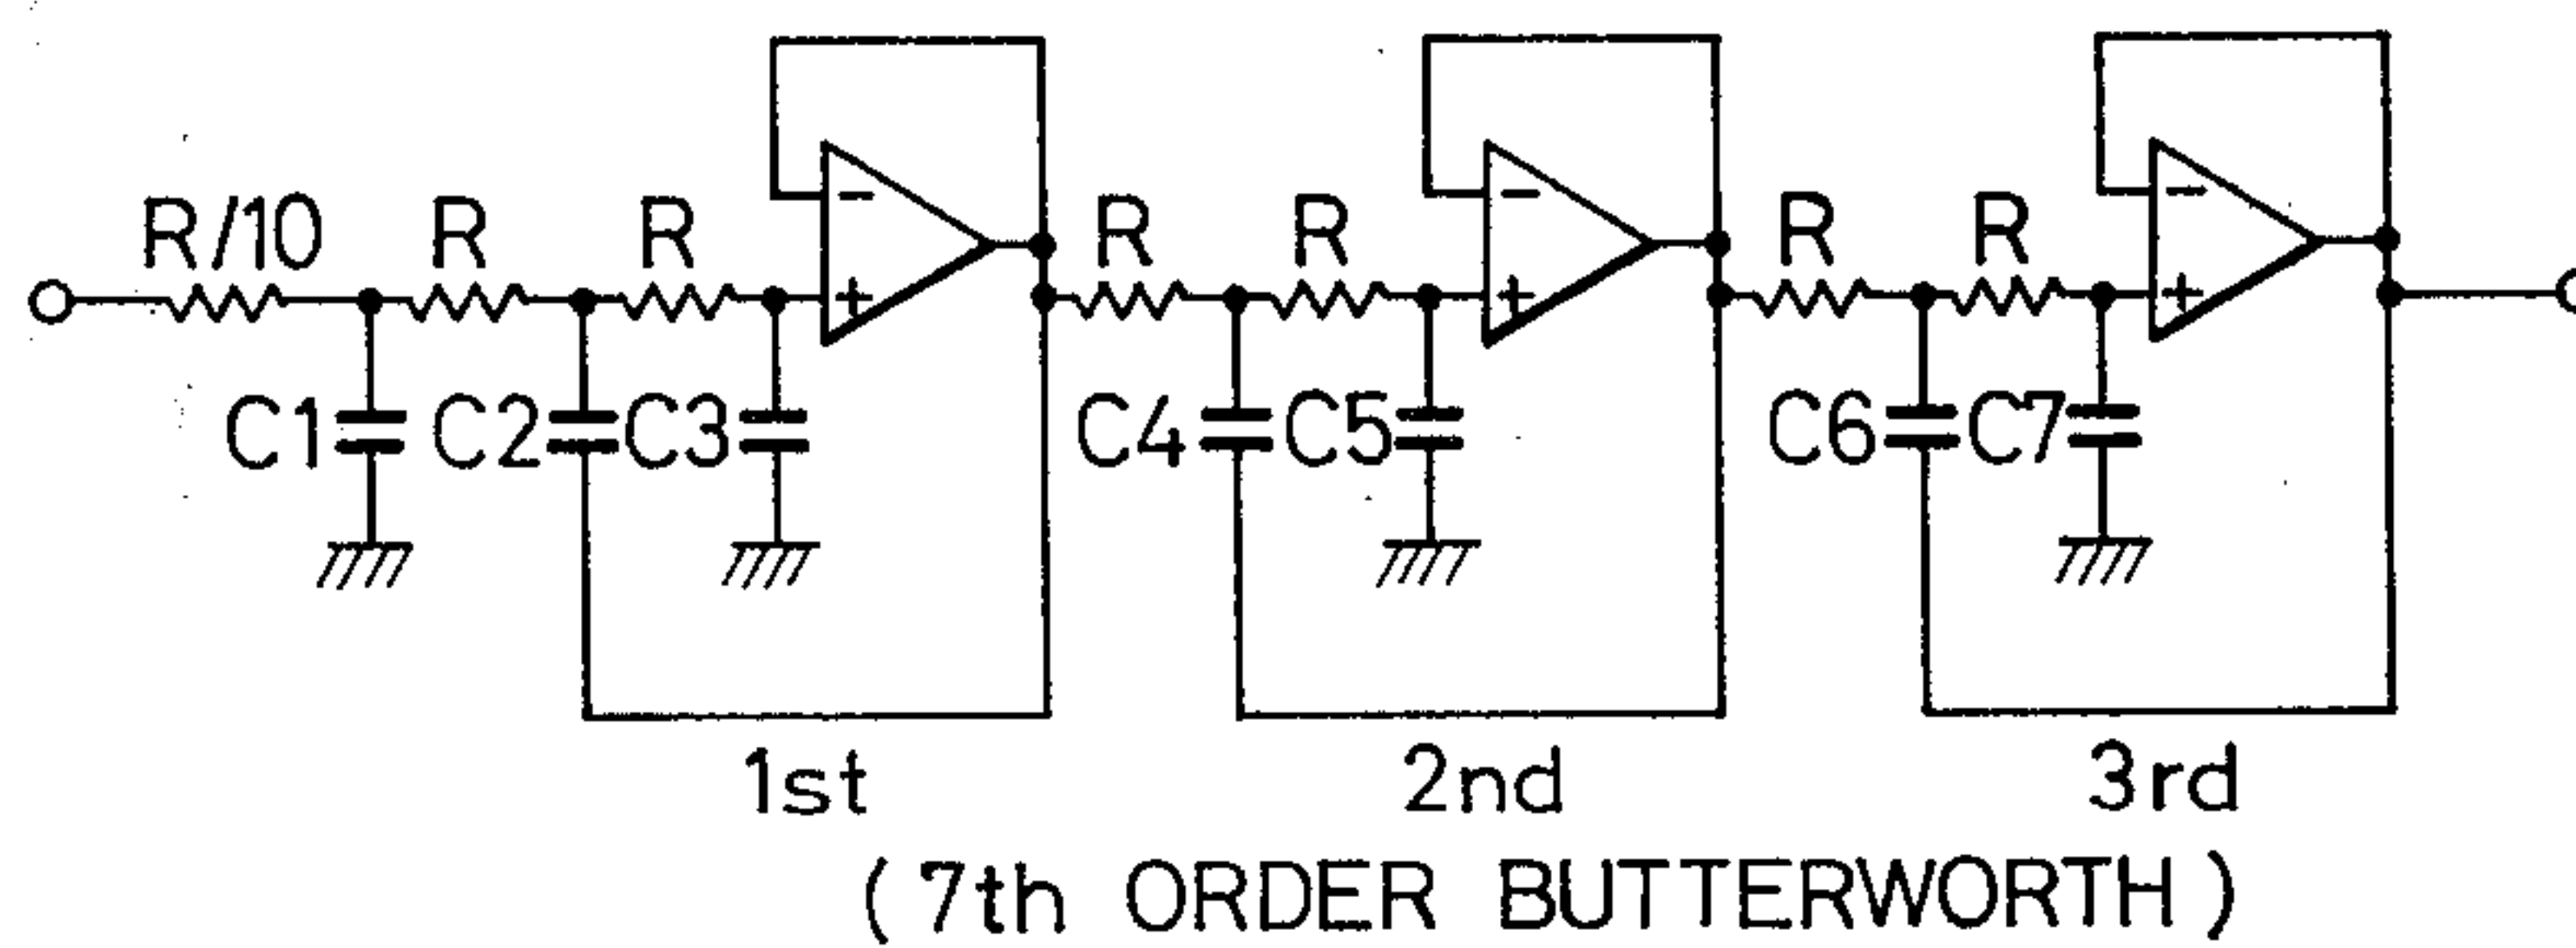 R/10 R R - + R R - + R R - +
C1 C2 C3 C4 C5 C6 C7
1st 2nd 3rd
( 7th ORDER BUTTERWORTH )